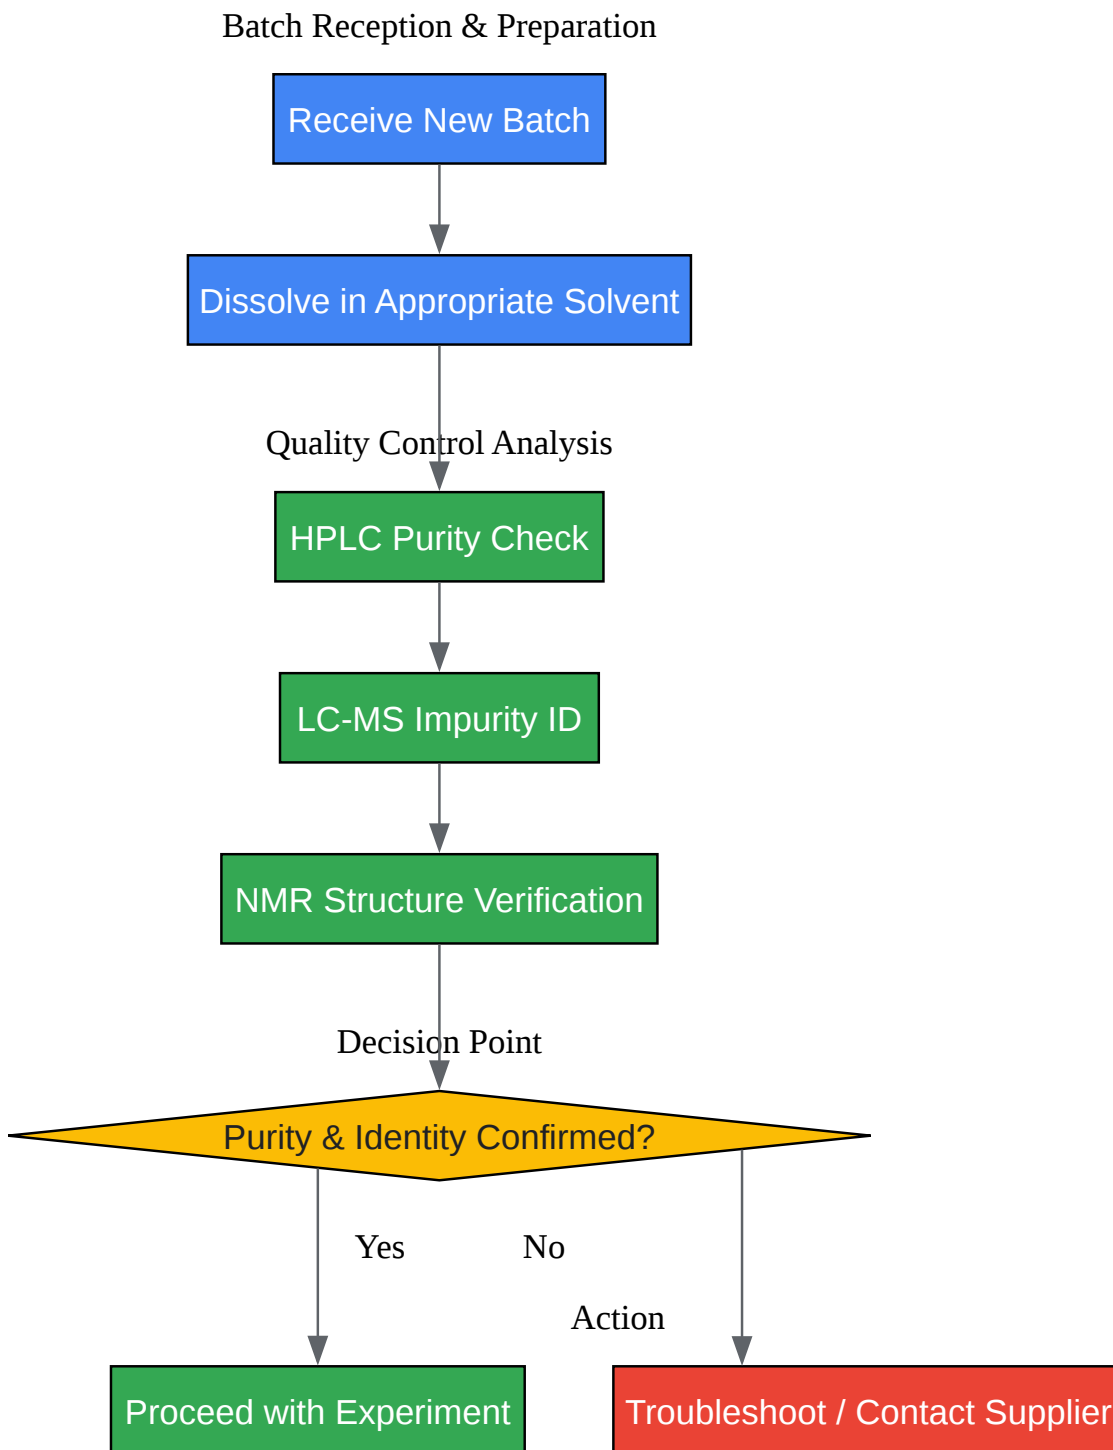 Batch Reception & Preparation
Receive New Batch
Dissolve in Appropriate Solvent
Quality Control Analysis
HPLC Purity Check
LC-MS Impurity ID
NMR Structure Verification
Decision Point
Purity & Identity Confirmed?
Yes
No
Action
Proceed with Experiment
Troubleshoot / Contact Supplier